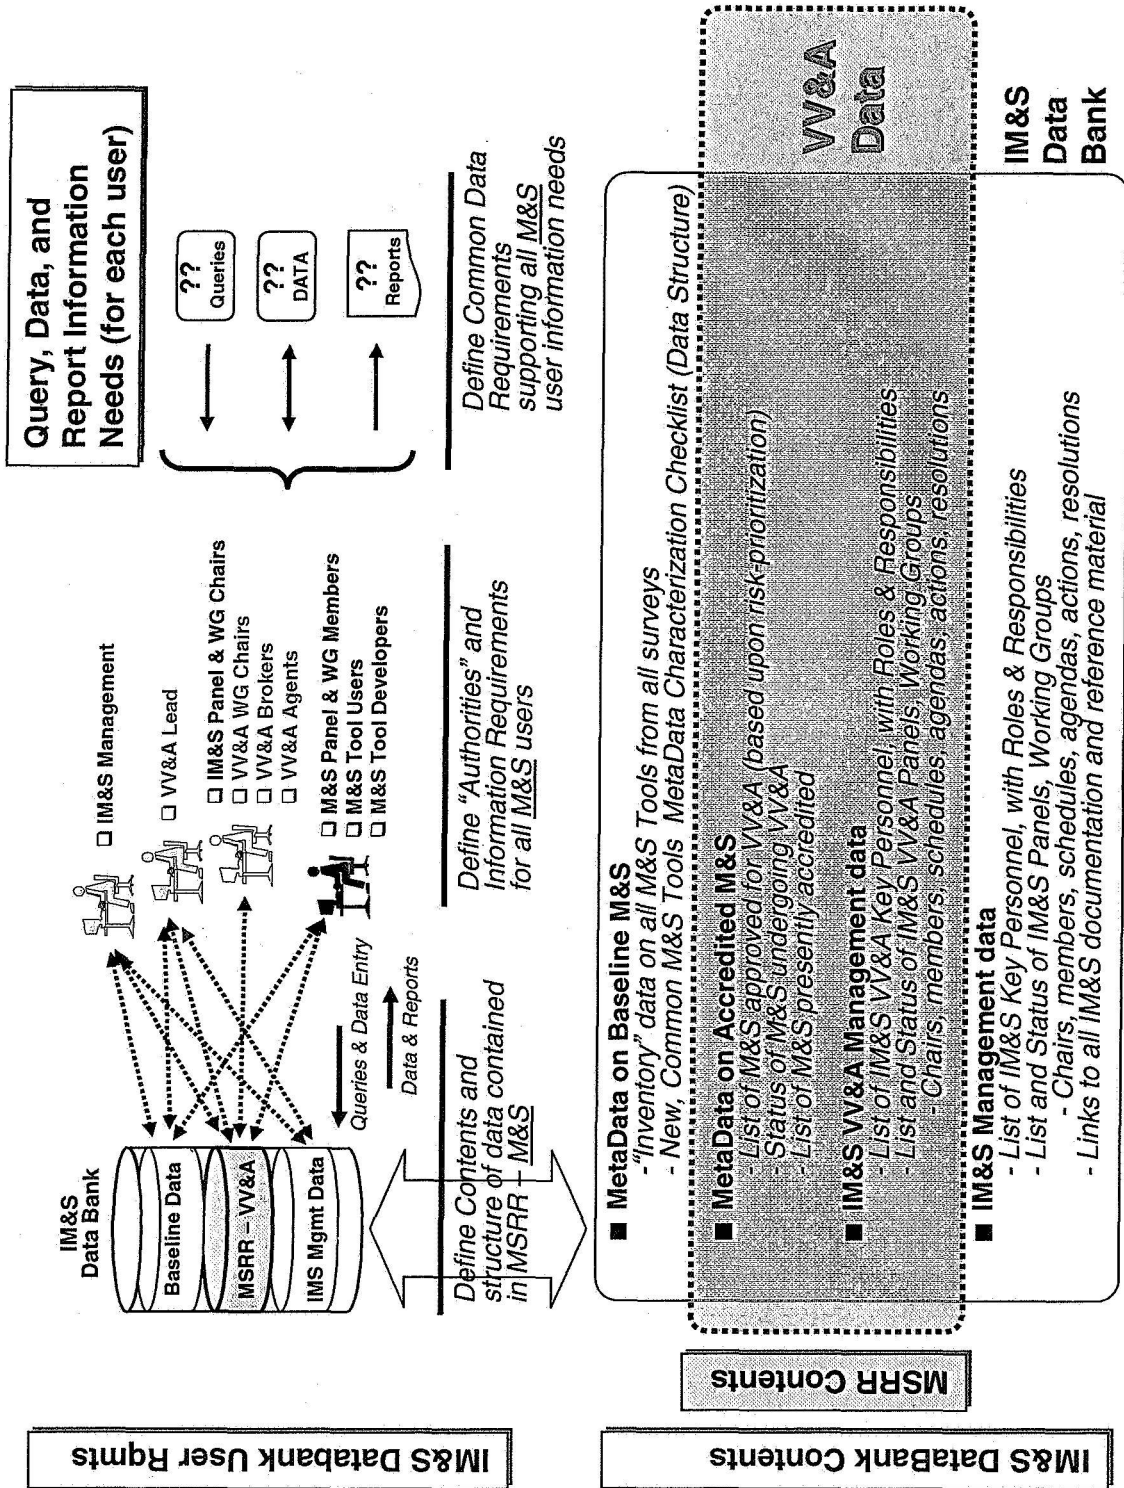 IM&S Databank User Rqmts
IM&S
Data Bank
Baseline Data
MSRR – VV&A
IMS Mgmt Data
Queries & Data Entry
Data & Reports
Define Contents and
structure of data contained
in MSRR – M&S
❑ IM&S Management
❑ VV&A Lead
❑ IM&S Panel & WG Chairs
❑ VV&A WG Chairs
❑ VV&A Brokers
❑ VV&A Agents
❑ IM&S Panel & WG Members
❑ M&S Tool Users
❑ M&S Tool Developers
Define "Authorities" and
Information Requirements
for all M&S users
Query, Data, and
Report Information
Needs (for each user)
??
Queries
??
DATA
??
Reports
Define Common Data
Requirements
supporting all M&S
user information needs
IM&S DataBank Contents
MSRR Contents
■ MetaData on Baseline M&S
- "Inventory" data on all M&S Tools from all surveys
- New, Common M&S Tools MetaData Characterization Checklist (Data Structure)
■ MetaData on Accredited M&S
- List of M&S approved for VV&A (based upon risk-prioritization)
- Status of M&S undergoing VV&A
- List of M&S presently accredited
■ IM&S VV&A Management data
- List of IM&S VV&A Key Personnel, with Roles & Responsibilities
- List and Status of IM&S VV&A Panels, Working Groups
- Chairs, members, schedules, agendas, actions, resolutions
■ IM&S Management data
- List of IM&S Key Personnel, with Roles & Responsibilities
- List and Status of IM&S Panels, Working Groups
- Chairs, members, schedules, agendas, actions, resolutions
- Links to all IM&S documentation and reference material
VV&A
Data
IM&S
Data
Bank